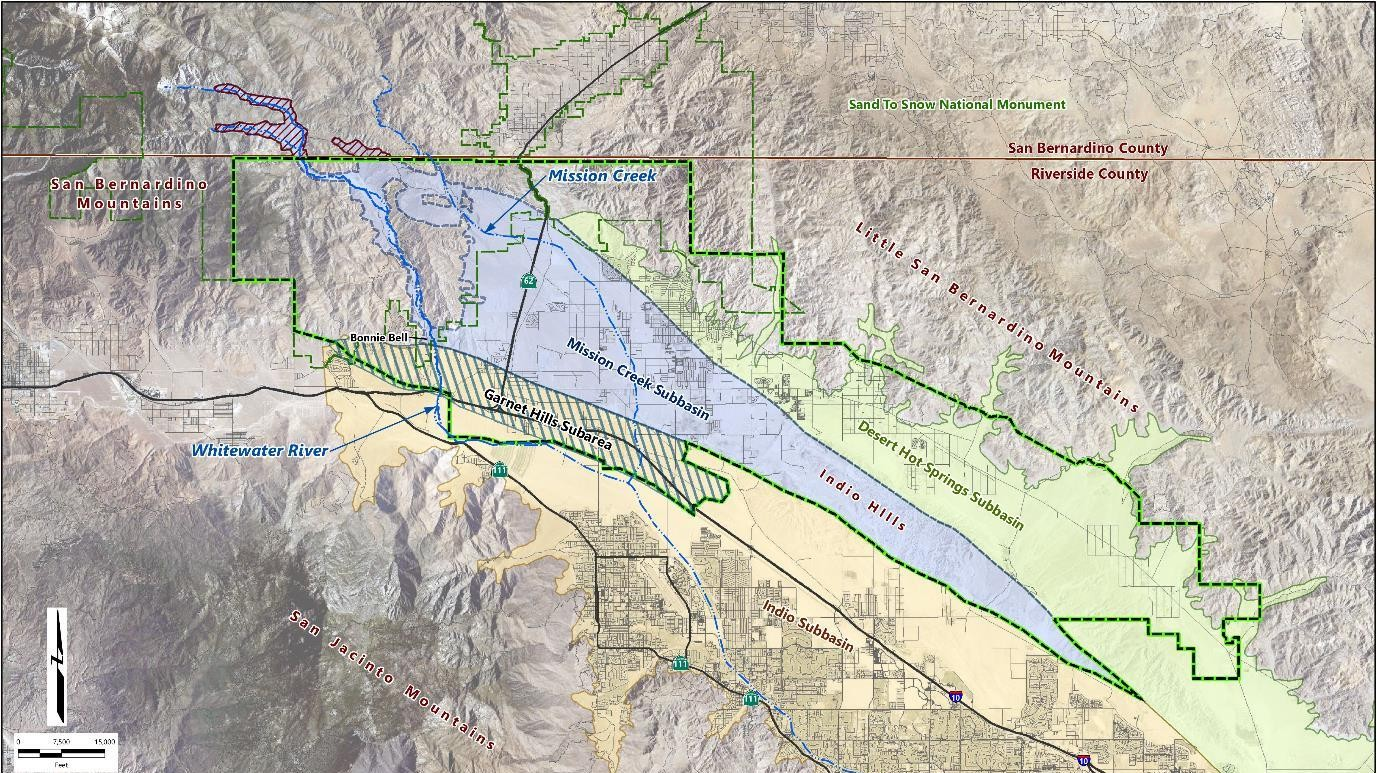 Sand To Snow National Monument
San Bernardino County
Riverside County
Mission Creek
San Bernardino
Mountains
Little San Bernardino Mountains
62
Bonnie Bell
Mission Creek Subbasin
Garnet Hills Subarea
Whitewater River
Desert Hot Springs Subbasin
Indio HIlls
111
San Jacinto Mountains
Indio Subbasin
111
111
10
10
N
0 7,500 15,000
Feet